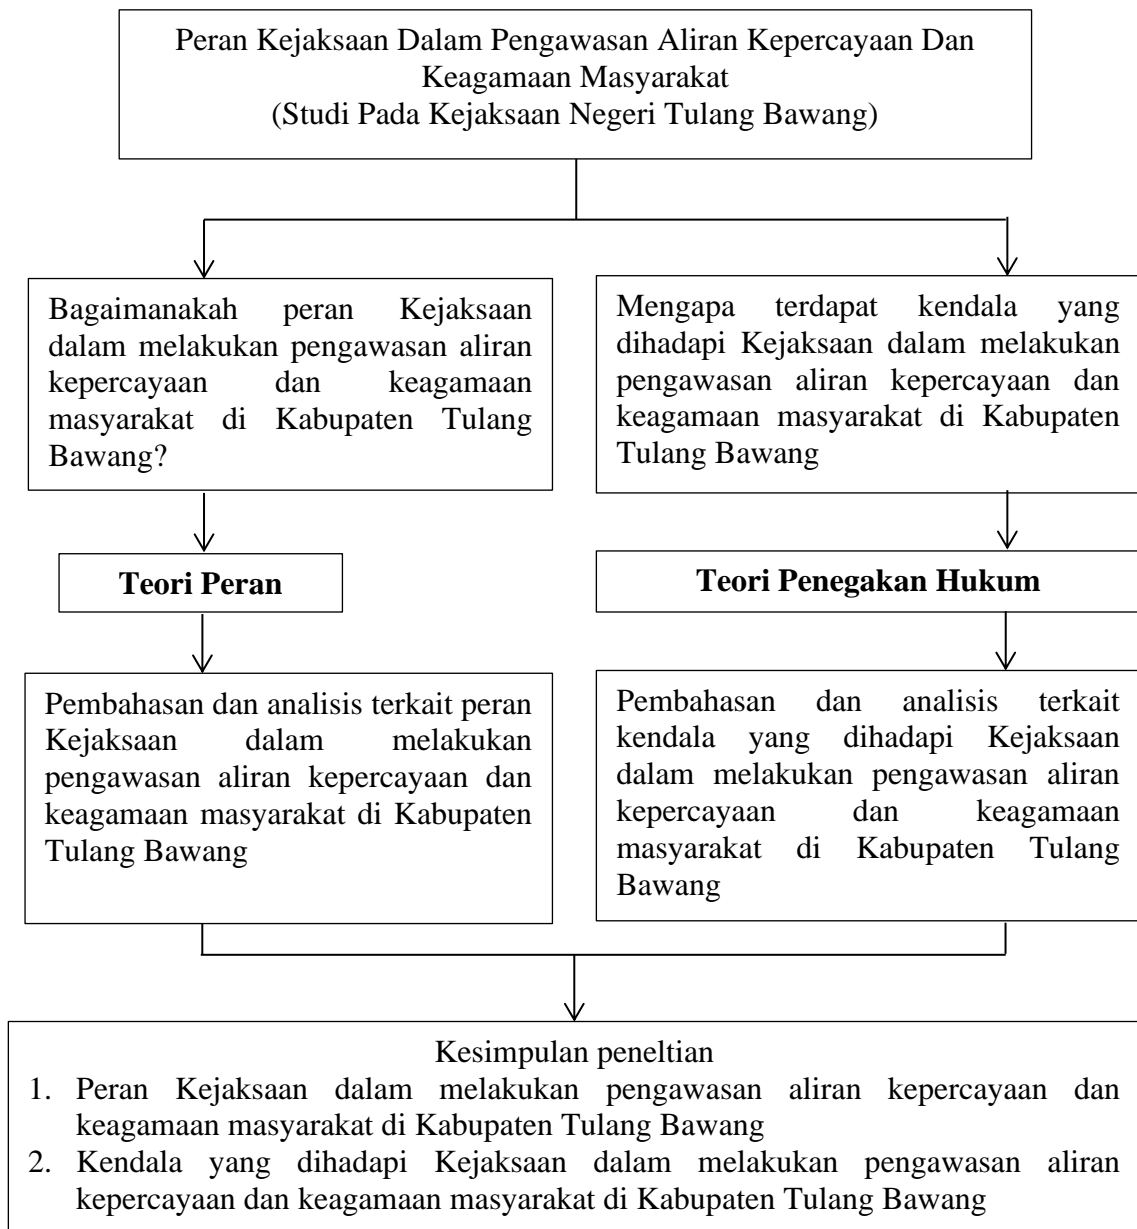 Peran Kejaksaan Dalam Pengawasan Aliran Kepercayaan Dan
Keagamaan Masyarakat
(Studi Pada Kejaksaan Negeri Tulang Bawang)
Bagaimanakah peran Kejaksaan
dalam melakukan pengawasan aliran
kepercayaan dan keagamaan
masyarakat di Kabupaten Tulang
Bawang?
Mengapa terdapat kendala yang
dihadapi Kejaksaan dalam melakukan
pengawasan aliran kepercayaan dan
keagamaan masyarakat di Kabupaten
Tulang Bawang
Teori Peran
Teori Penegakan Hukum
Pembahasan dan analisis terkait peran
Kejaksaan dalam melakukan
pengawasan aliran kepercayaan dan
keagamaan masyarakat di Kabupaten
Tulang Bawang
Pembahasan dan analisis terkait
kendala yang dihadapi Kejaksaan
dalam melakukan pengawasan aliran
kepercayaan dan keagamaan
masyarakat di Kabupaten Tulang
Bawang
Kesimpulan peneltian
1. Peran Kejaksaan dalam melakukan pengawasan aliran kepercayaan dan
keagamaan masyarakat di Kabupaten Tulang Bawang
2. Kendala yang dihadapi Kejaksaan dalam melakukan pengawasan aliran
kepercayaan dan keagamaan masyarakat di Kabupaten Tulang Bawang